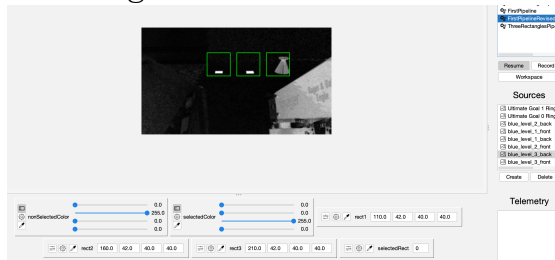 FirstPipeline
FirstPipelineRevised
ThreeRectanglesPip
Resume Record
Workspace
Sources
Ultimate Goal 1 Ring
Ultimate Goal 0 Ring
blue_level_2_back
blue_level_1_front
blue_level_1_back
blue_level_2_front
blue_level_3_back
blue_level_3_front
Create Delete
Telemetry
nonSelectedColor
0.0
255.0
0.0
0.0
selectedColor
0.0
0.0
255.0
0.0
rect1 110.0 42.0 40.0 40.0
rect2 160.0 42.0 40.0 40.0
rect3 210.0 42.0 40.0 40.0
selectedRect 0